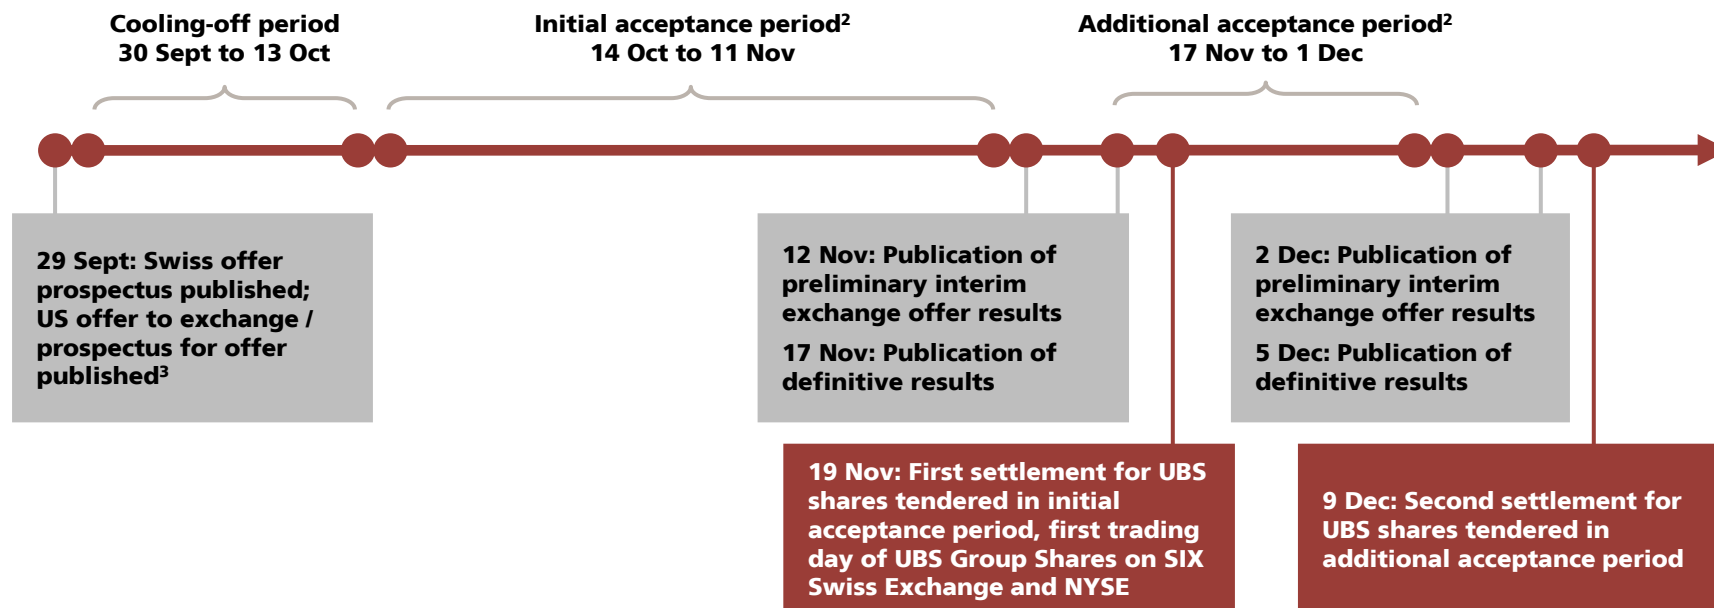 Cooling-off period
30 Sept to 13 Oct
Initial acceptance period²
14 Oct to 11 Nov
Additional acceptance period²
17 Nov to 1 Dec
29 Sept: Swiss offer
prospectus published;
US offer to exchange /
prospectus for offer
published³
12 Nov: Publication of
preliminary interim
exchange offer results
17 Nov: Publication of
definitive results
2 Dec: Publication of
preliminary interim
exchange offer results
5 Dec: Publication of
definitive results
19 Nov: First settlement for UBS
shares tendered in initial
acceptance period, first trading
day of UBS Group Shares on SIX
Swiss Exchange and NYSE
9 Dec: Second settlement for
UBS shares tendered in
additional acceptance period